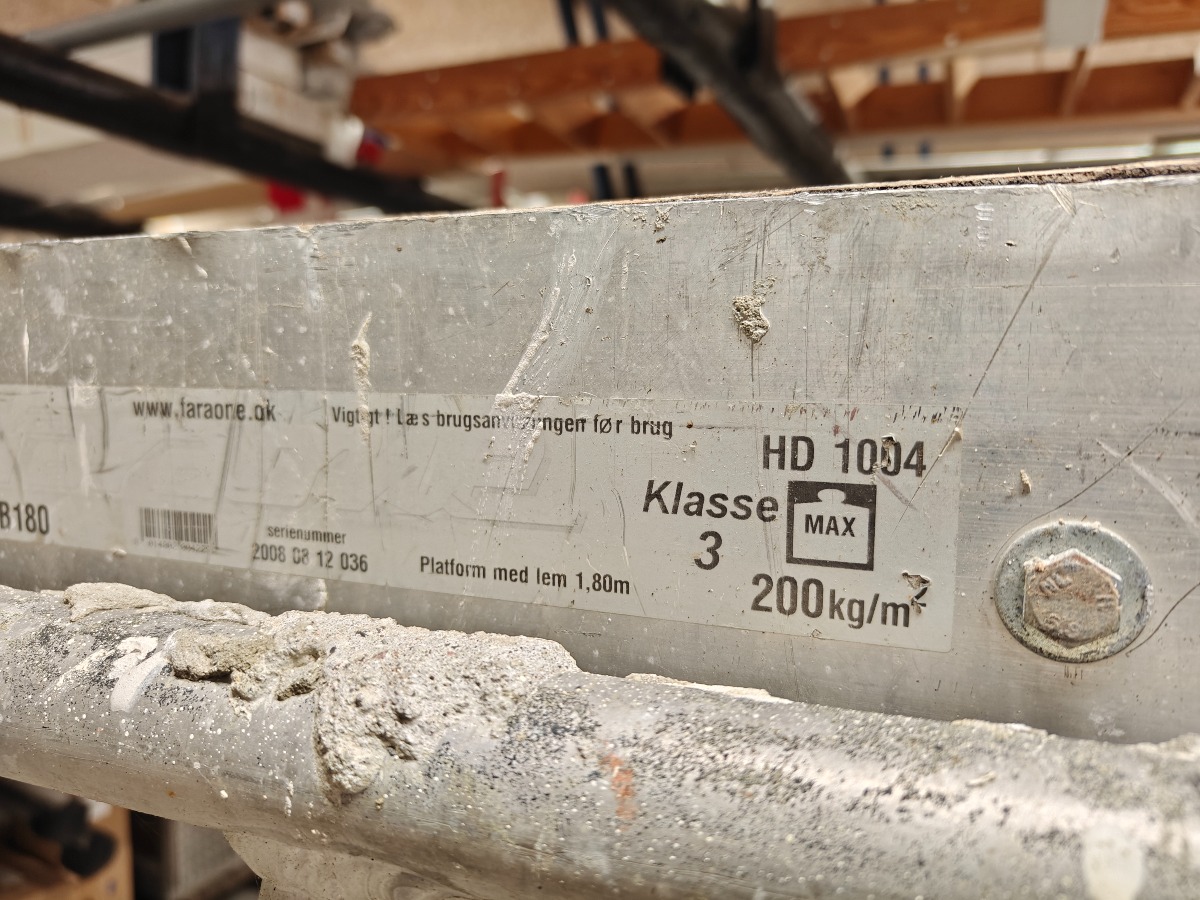 www.faraone.dk
Vigtigt ! Læs brugsanvisningen før brug
HD 1004
Klasse
3
MAX
200kg/m²
B180
serienummer
2008 08 12 036
Platform med lem 1,80m